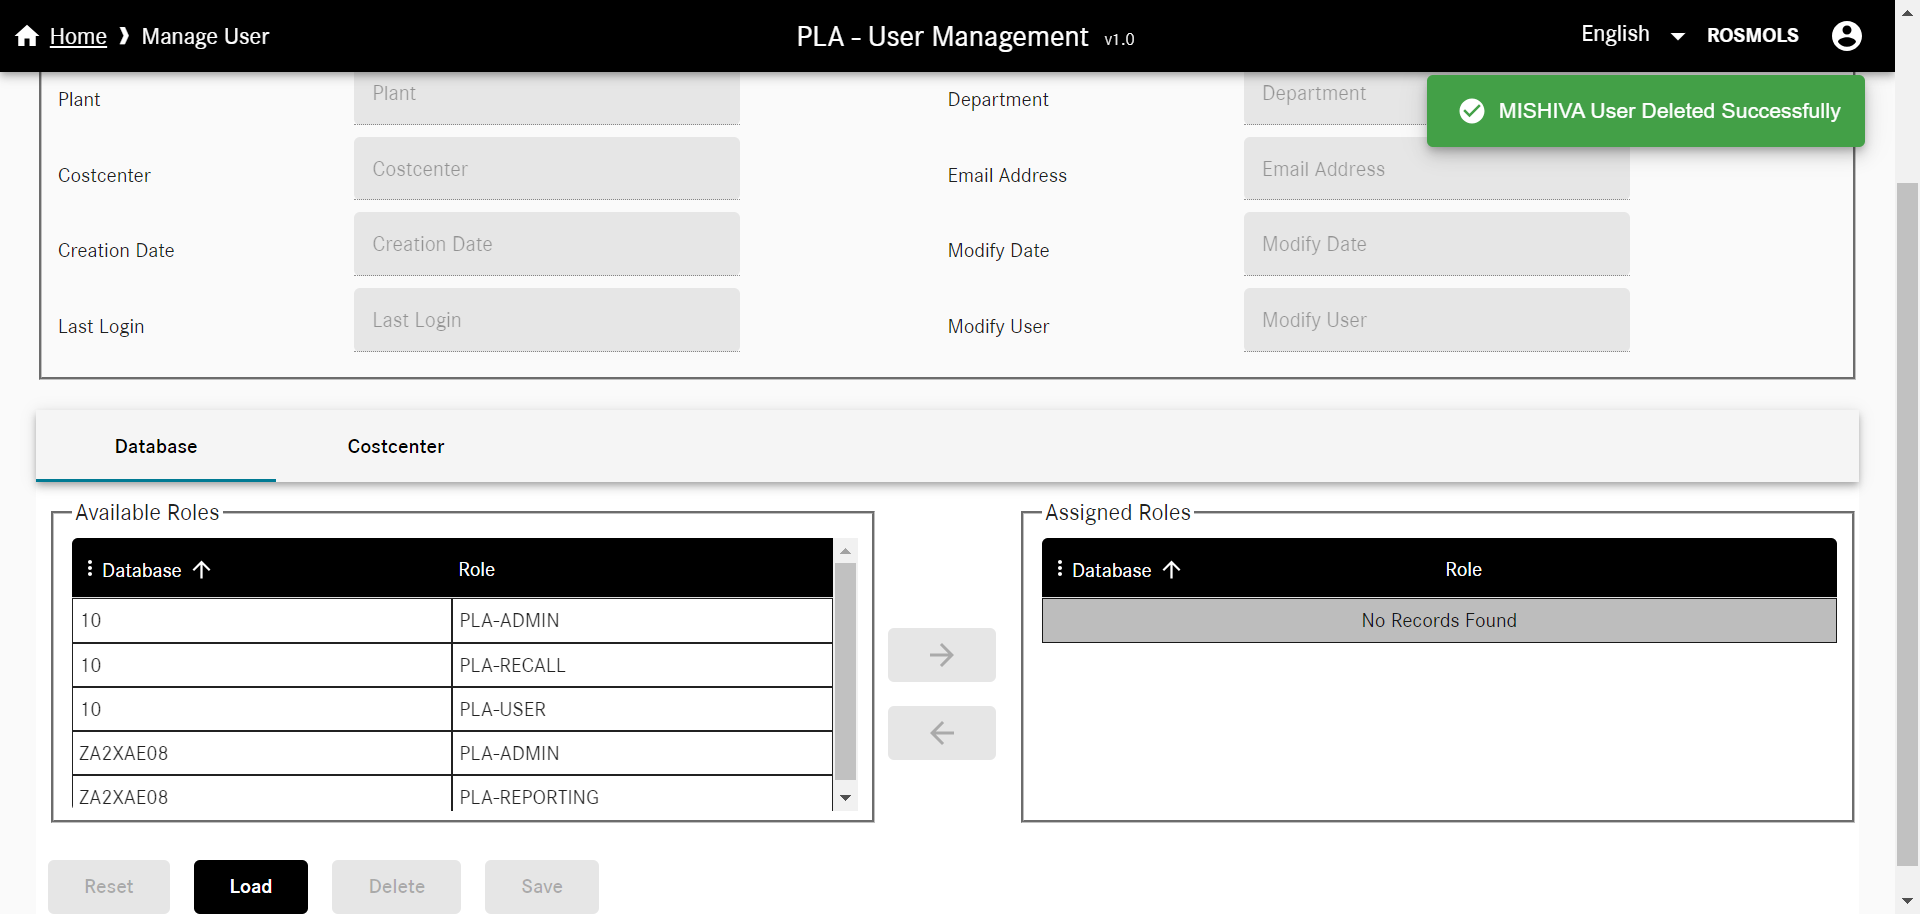 Home ❱ Manage User
PLA - User Management v1.0
English
ROSMOLS
MISHIVA User Deleted Successfully
Plant Plant Department Department
Costcenter Costcenter Email Address Email Address
Creation Date Creation Date Modify Date Modify Date
Last Login Last Login Modify User Modify User
Database Costcenter
Available Roles
Database Role
10 PLA-ADMIN
10 PLA-RECALL
10 PLA-USER
ZA2XAE08 PLA-ADMIN
ZA2XAE08 PLA-REPORTING
Assigned Roles
Database Role
No Records Found
Reset Load Delete Save